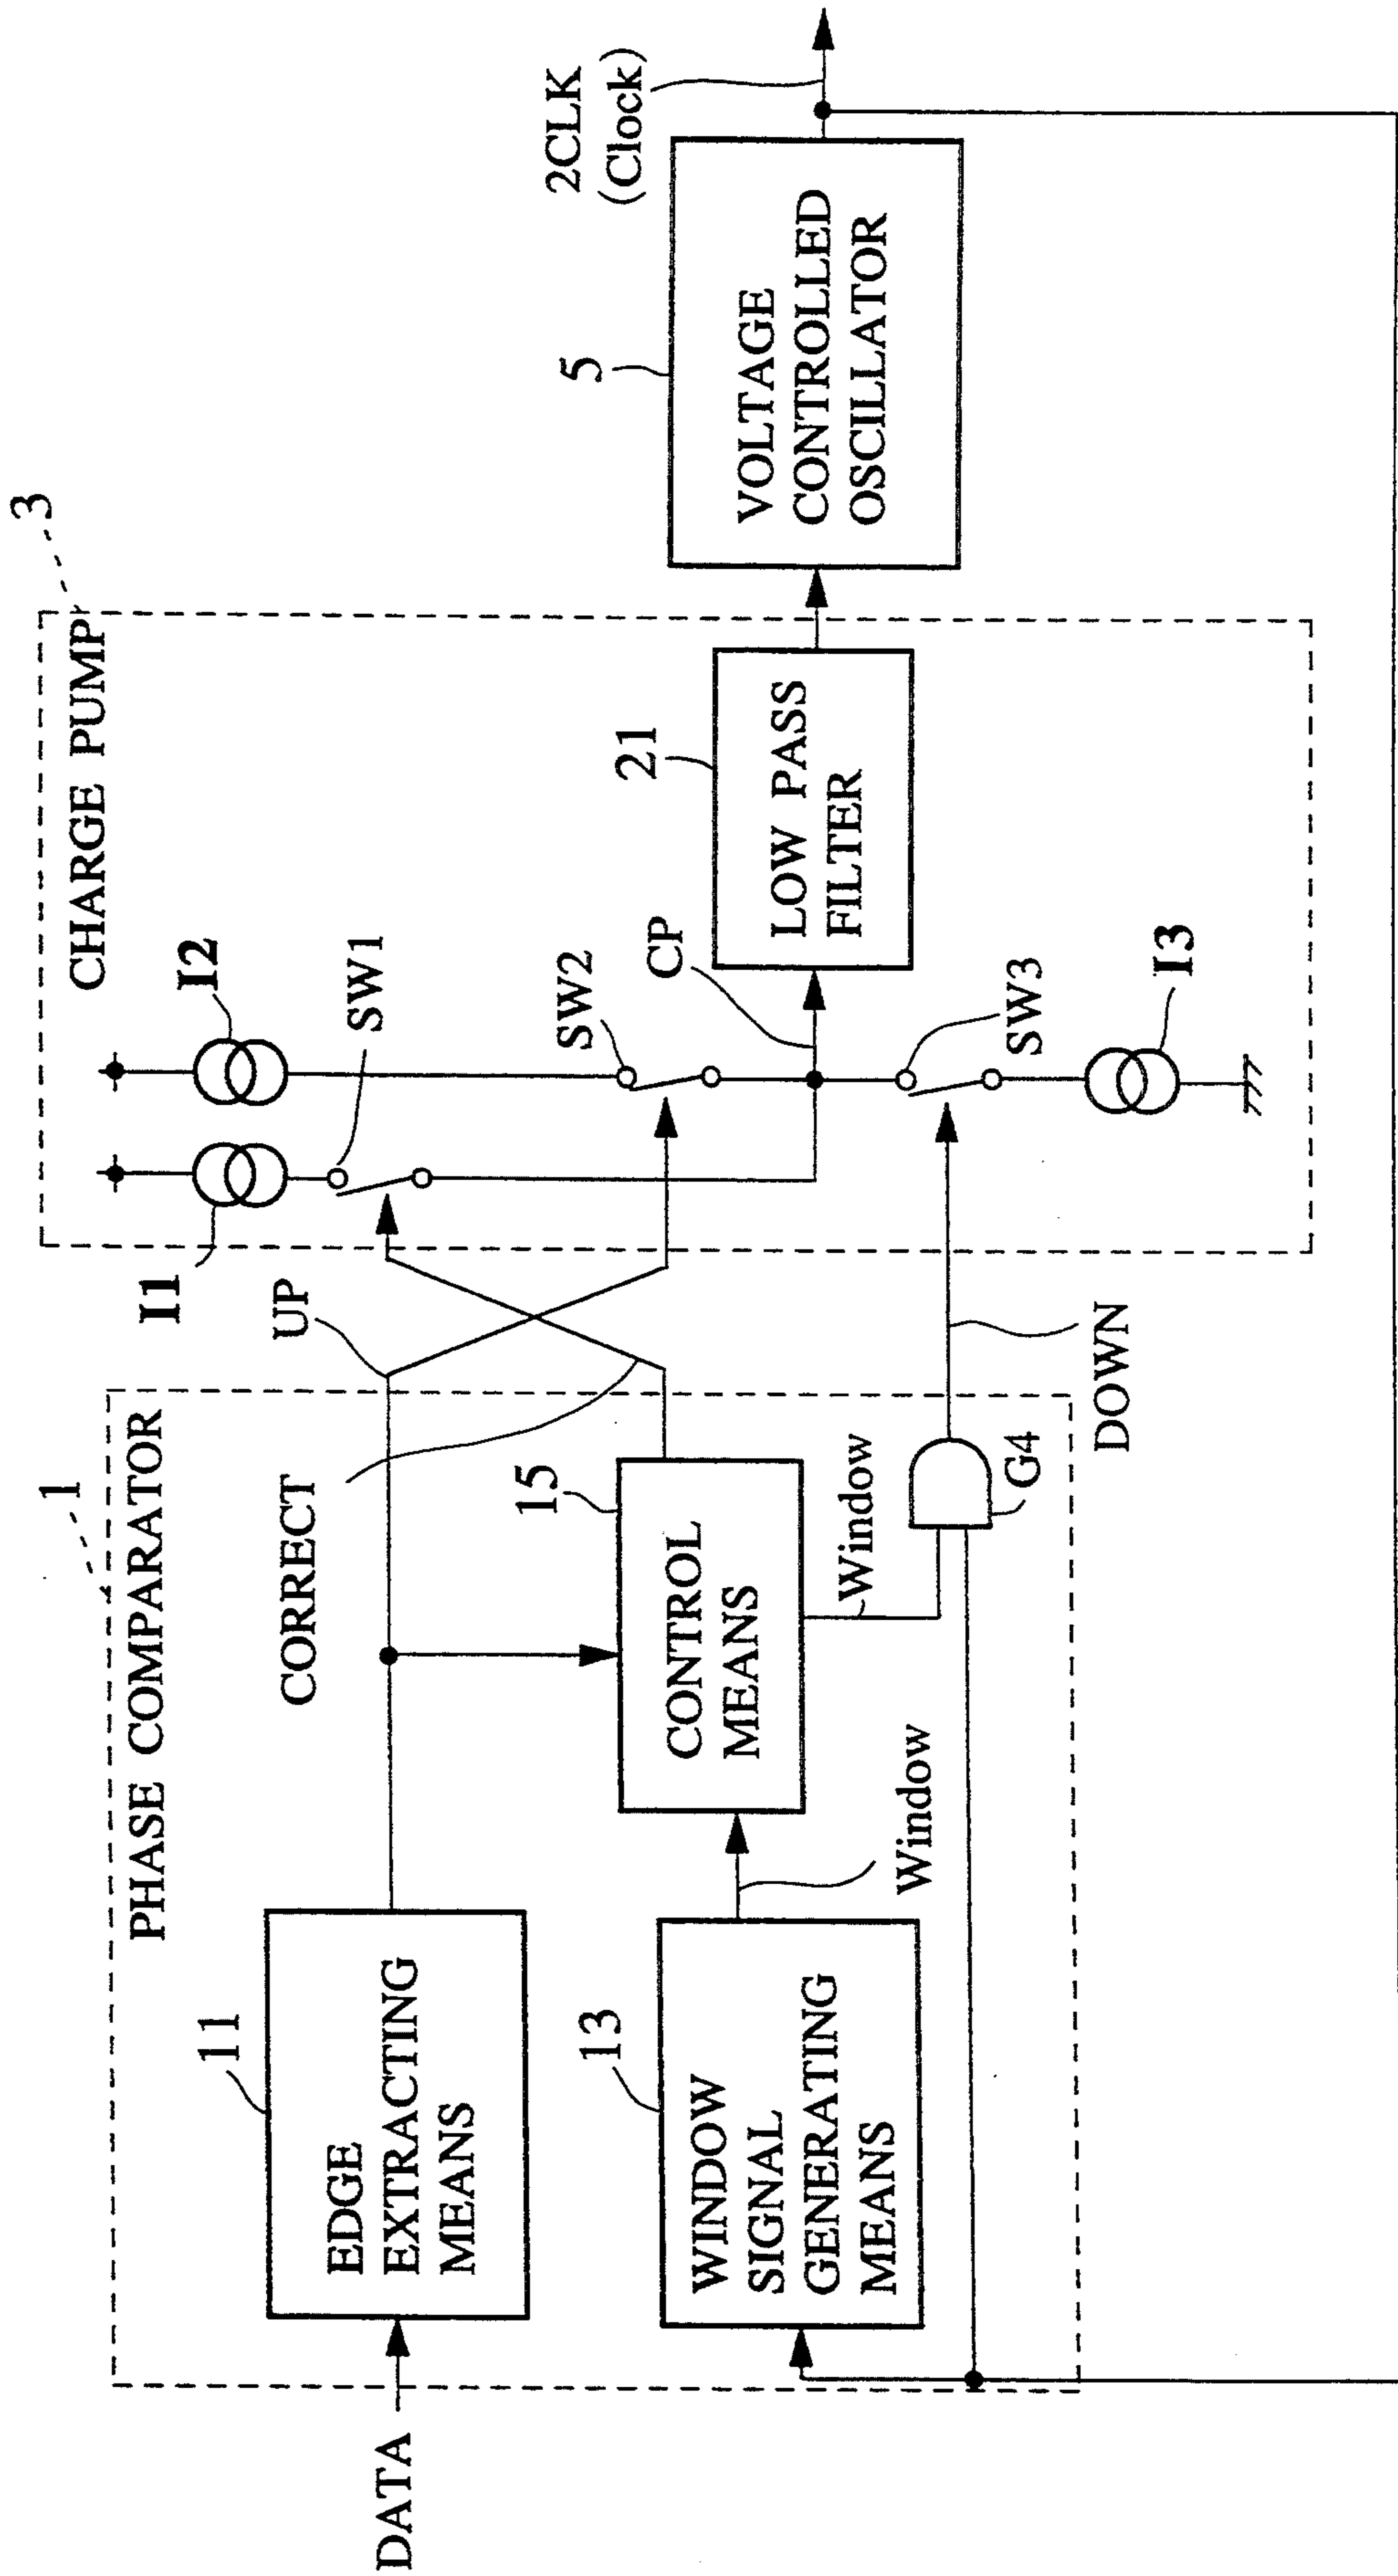 DATA
1
PHASE COMPARATOR
11
EDGE
EXTRACTING
MEANS
13
WINDOW
SIGNAL
GENERATING
MEANS
Window
15
CONTROL
MEANS
Window
G4
CORRECT
UP
DOWN
3
CHARGE PUMP
I1
I2
SW1
SW2
CP
SW3
I3
21
LOW PASS
FILTER
5
VOLTAGE
CONTROLLED
OSCILLATOR
2CLK
(Clock)